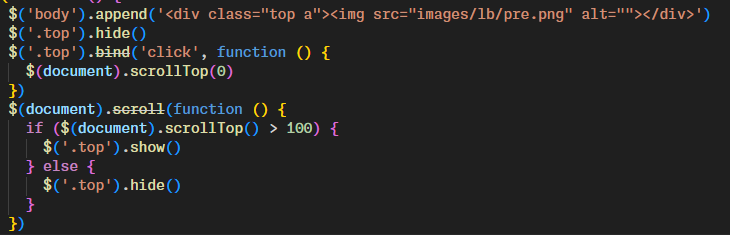 $('body').append('<div class="top a"><img src="images/lb/pre.png" alt=""></div>')
$('.top').hide()
$('.top').bind('click', function () {
  $(document).scrollTop(0)
})
$(document).scroll(function () {
  if ($(document).scrollTop() > 100) {
    $('.top').show()
  } else {
    $('.top').hide()
  }
})